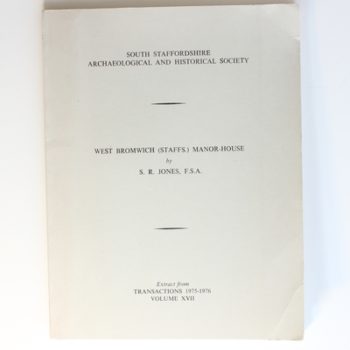 SOUTH STAFFORDSHIRE
ARCHAEOLOGICAL AND HISTORICAL SOCIETY
WEST BROMWICH (STAFFS.) MANOR-HOUSE
by
S. R. JONES, F.S.A.
Extract from
TRANSACTIONS 1975-1976
VOLUME XVII